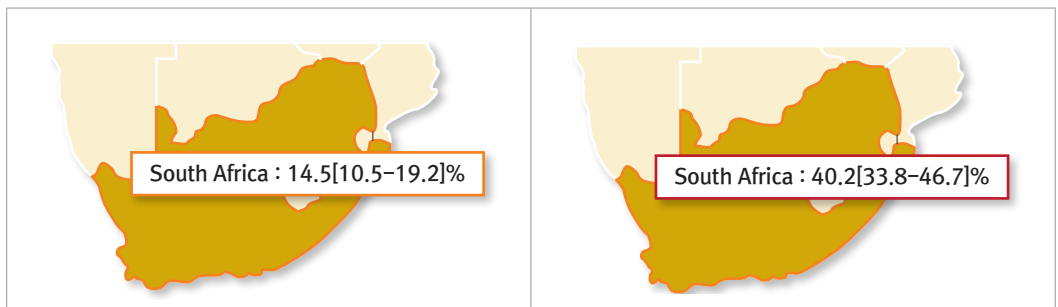 South Africa : 14.5[10.5–19.2]%
South Africa : 40.2[33.8–46.7]%